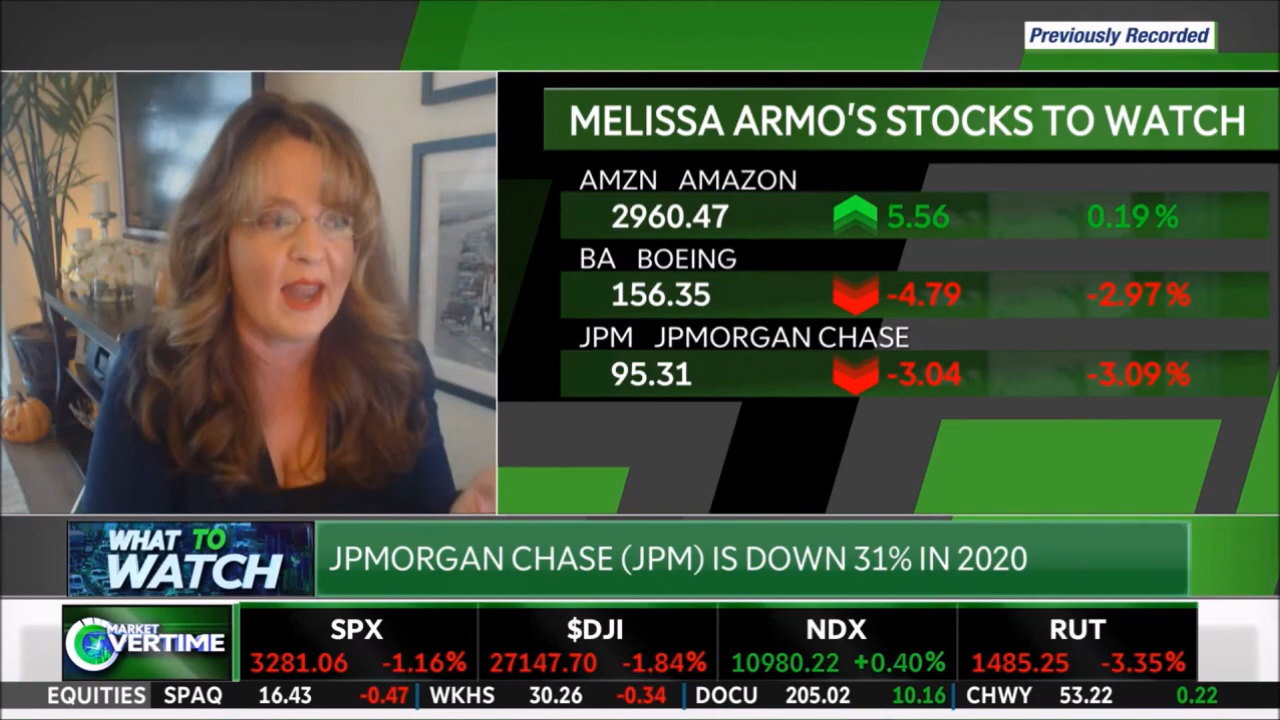 Previously Recorded
MELISSA ARMO'S STOCKS TO WATCH
AMZN AMAZON
2960.47 5.56 0.19%
BA BOEING
156.35 -4.79 -2.97%
JPM JPMORGAN CHASE
95.31 -3.04 -3.09%
WHAT TO WATCH
JPMORGAN CHASE (JPM) IS DOWN 31% IN 2020
MARKET OVERTIME
SPX $DJI NDX RUT
3281.06 -1.16% 27147.70 -1.84% 10980.22 +0.40% 1485.25 -3.35%
EQUITIES SPAQ 16.43 -0.47 WKHS 30.26 -0.34 DOCU 205.02 10.16 CHWY 53.22 0.22